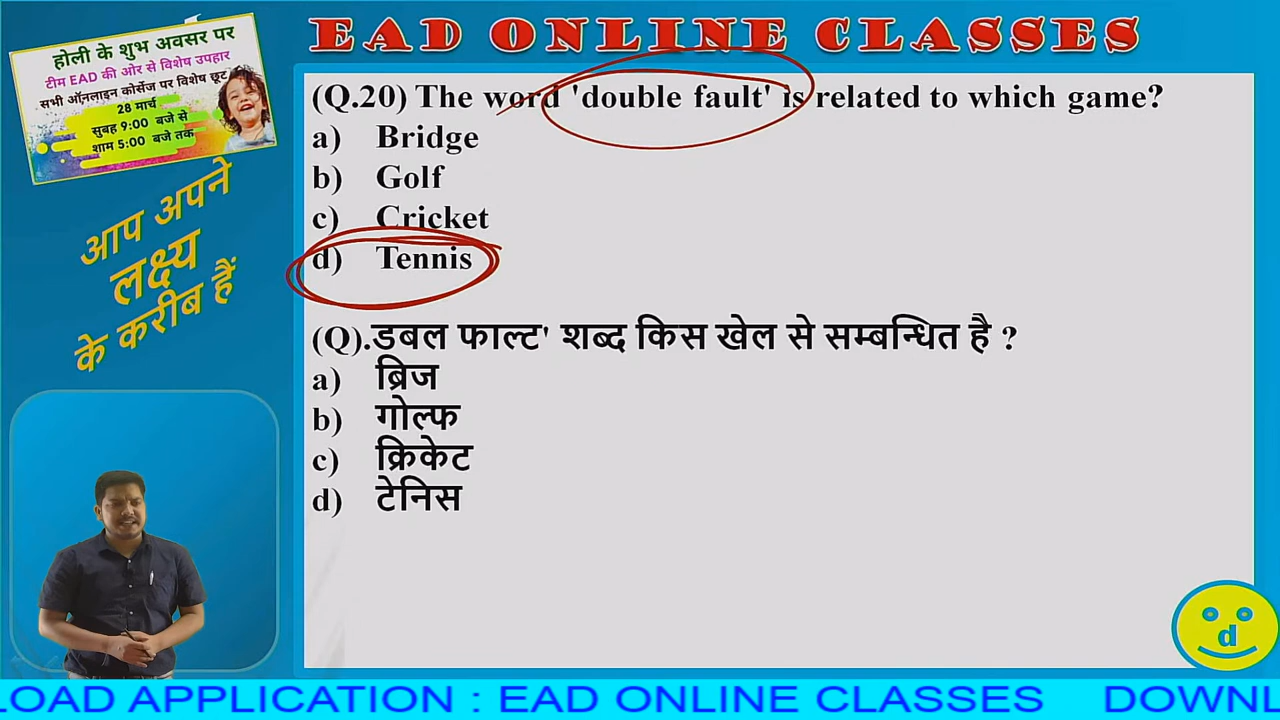 होली के शुभ अवसर पर
टीम EAD की ओर से विशेष उपहार
सभी ऑनलाइन कोर्सेज पर विशेष छूट
28 मार्च
सुबह 9:00 बजे से
शाम 5:00 बजे तक
EAD ONLINE CLASSES
आप अपने
लक्ष्य
के करीब हैं
(Q.20) The word 'double fault' is related to which game?
a) Bridge
b) Golf
c) Cricket
d) Tennis
(Q).डबल फाल्ट' शब्द किस खेल से सम्बन्धित है ?
a) ब्रिज
b) गोल्फ
c) क्रिकेट
d) टेनिस
d
LOAD APPLICATION : EAD ONLINE CLASSES DOWNL